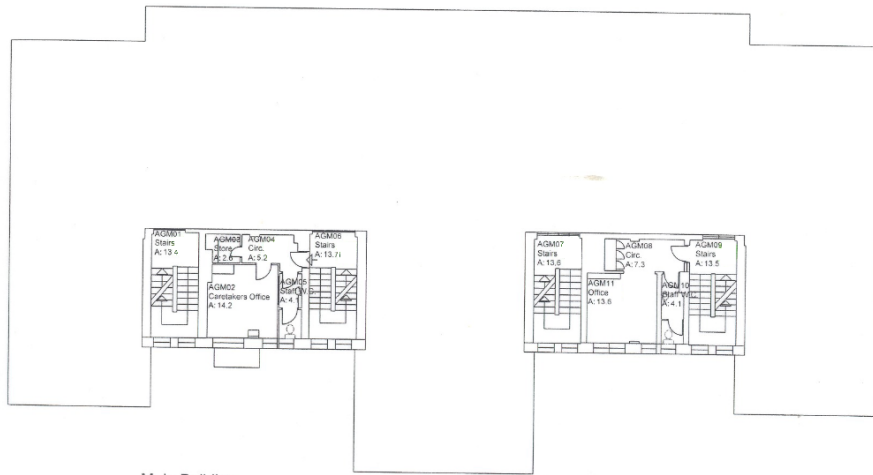 AGM01
Stairs
A: 13.4
AGM03
Store
A: 2.6
AGM04
Circ.
A: 5.2
AGM06
Stairs
A: 13.7
AGM02
Caretakers Office
A: 14.2
AGM05
Staff W.C.
A: 4.1
AGM07
Stairs
A: 13.6
AGM08
Circ.
A: 7.3
AGM09
Stairs
A: 13.5
AGM11
Office
A: 13.6
AGM10
Staff W.C.
A: 4.1